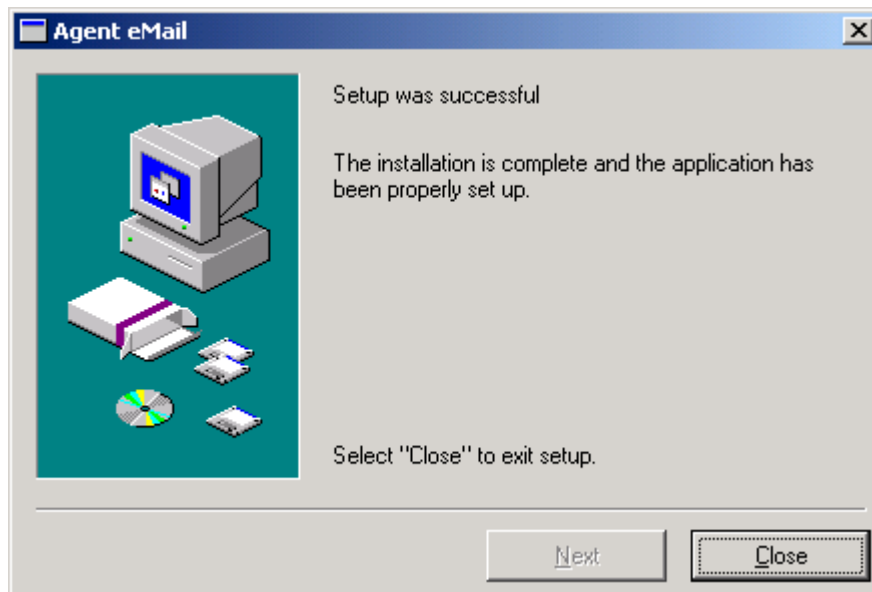 Agent eMail
Setup was successful
The installation is complete and the application has
been properly set up.
Select "Close" to exit setup.
Next
Close